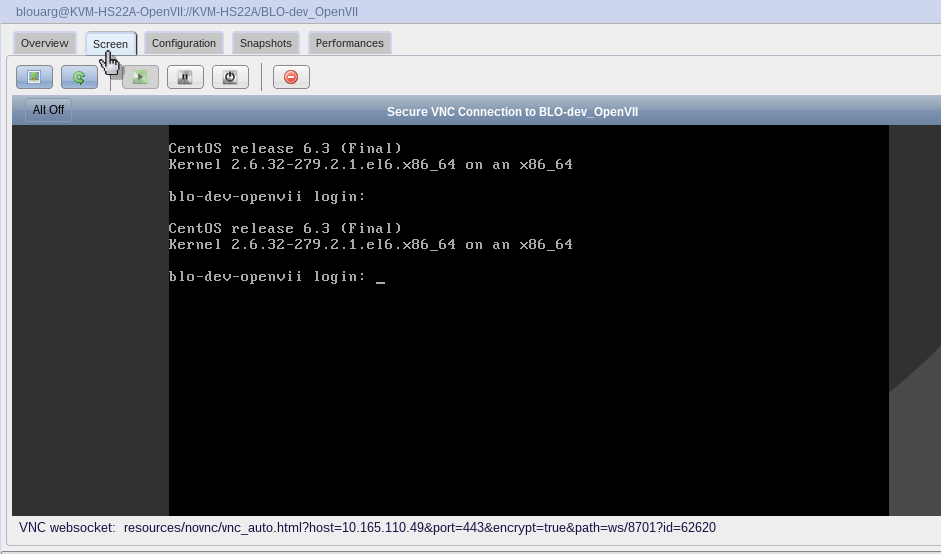 blouarg@KVM-HS22A-OpenVII://KVM-HS22A/BLO-dev_OpenVII
Overview Screen Configuration Snapshots Performances
Alt Off
Secure VNC Connection to BLO-dev_OpenVII
CentOS release 6.3 (Final)
Kernel 2.6.32-279.2.1.el6.x86_64 on an x86_64
blo-dev-openvii login:
CentOS release 6.3 (Final)
Kernel 2.6.32-279.2.1.el6.x86_64 on an x86_64
blo-dev-openvii login: _
VNC websocket: resources/novnc/vnc_auto.html?host=10.165.110.49&port=443&encrypt=true&path=ws/8701?id=62620